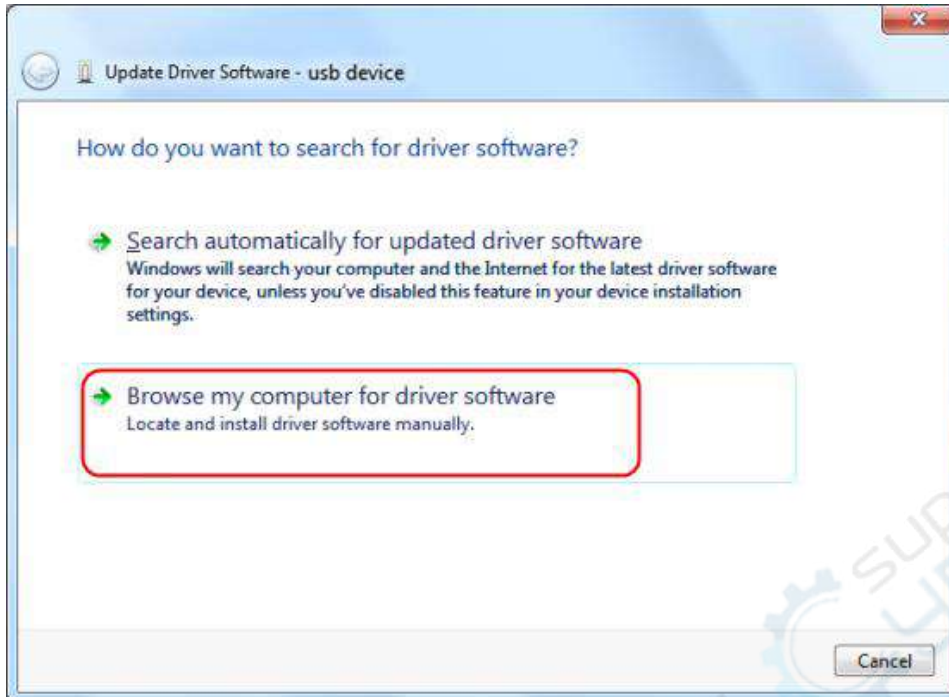 Update Driver Software - usb device
How do you want to search for driver software?
Search automatically for updated driver software
Windows will search your computer and the Internet for the latest driver software
for your device, unless you've disabled this feature in your device installation
settings.
Browse my computer for driver software
Locate and install driver software manually.
Cancel